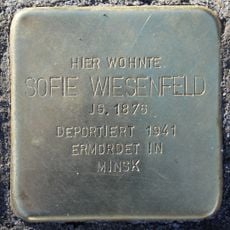 HIER WOHNTE
SOFIE WIESENFELD
JG. 1876
DEPORTIERT 1941
ERMORDET IN
MINSK